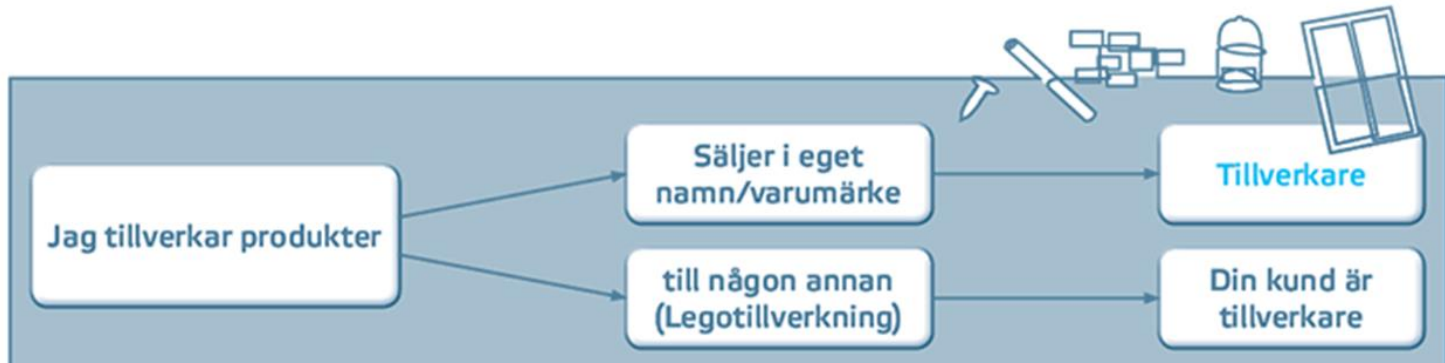 Jag tillverkar produkter
Säljer i eget
namn/varumärke
Tillverkare
till någon annan
(Legotillverkning)
Din kund är
tillverkare